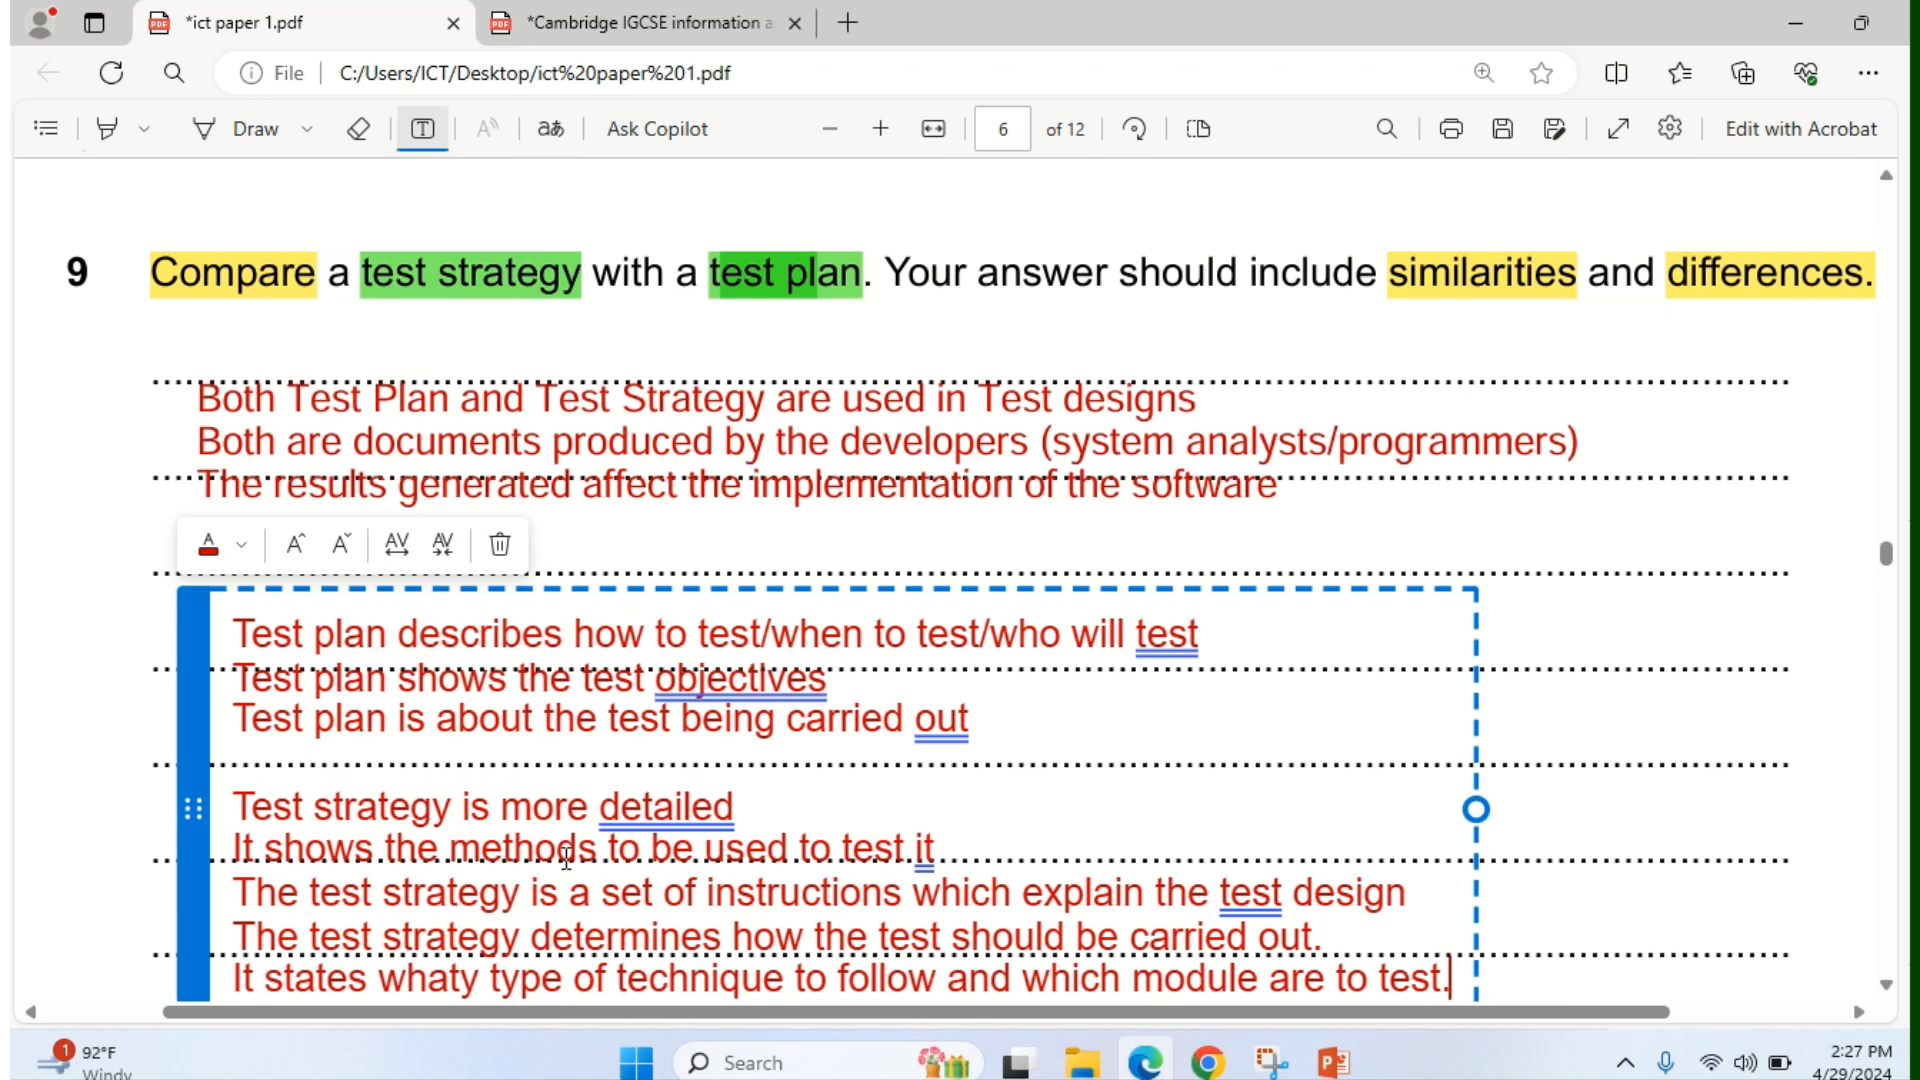 *ict paper 1.pdf
*Cambridge IGCSE information a
File
C:/Users/ICT/Desktop/ict%20paper%201.pdf
Draw
aあ
Ask Copilot
6
of 12
Edit with Acrobat
9 Compare a test strategy with a test plan. Your answer should include similarities and differences.
Both Test Plan and Test Strategy are used in Test designs
Both are documents produced by the developers (system analysts/programmers)
The results generated affect the implementation of the software
Test plan describes how to test/when to test/who will test
Test plan shows the test objectives
Test plan is about the test being carried out
Test strategy is more detailed
It shows the methods to be used to test it
The test strategy is a set of instructions which explain the test design
The test strategy determines how the test should be carried out.
It states whaty type of technique to follow and which module are to test.
1
92°F
Windy
Search
2:27 PM
4/29/2024